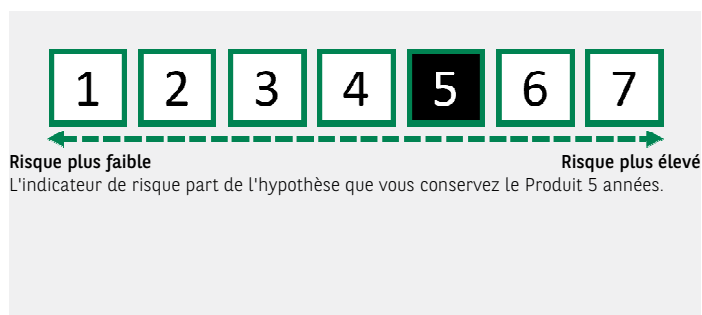 1 2 3 4 5 6 7
Risque plus faible Risque plus élevé
L'indicateur de risque part de l'hypothèse que vous conservez le Produit 5 années.